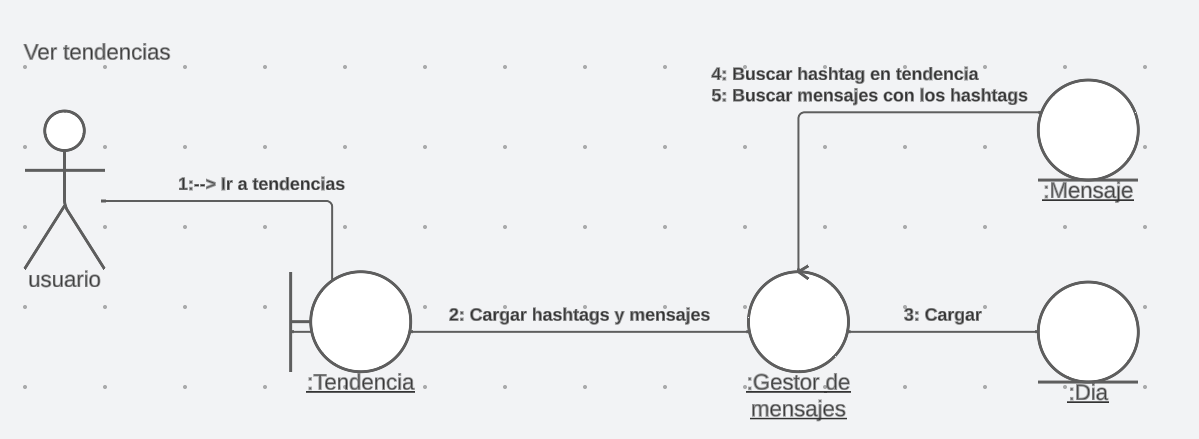 Ver tendencias
4: Buscar hashtag en tendencia
5: Buscar mensajes con los hashtags
1:--> Ir a tendencias
:Mensaje
usuario
2: Cargar hashtags y mensajes
3: Cargar
:Tendencia
:Gestor de
mensajes
:Dia